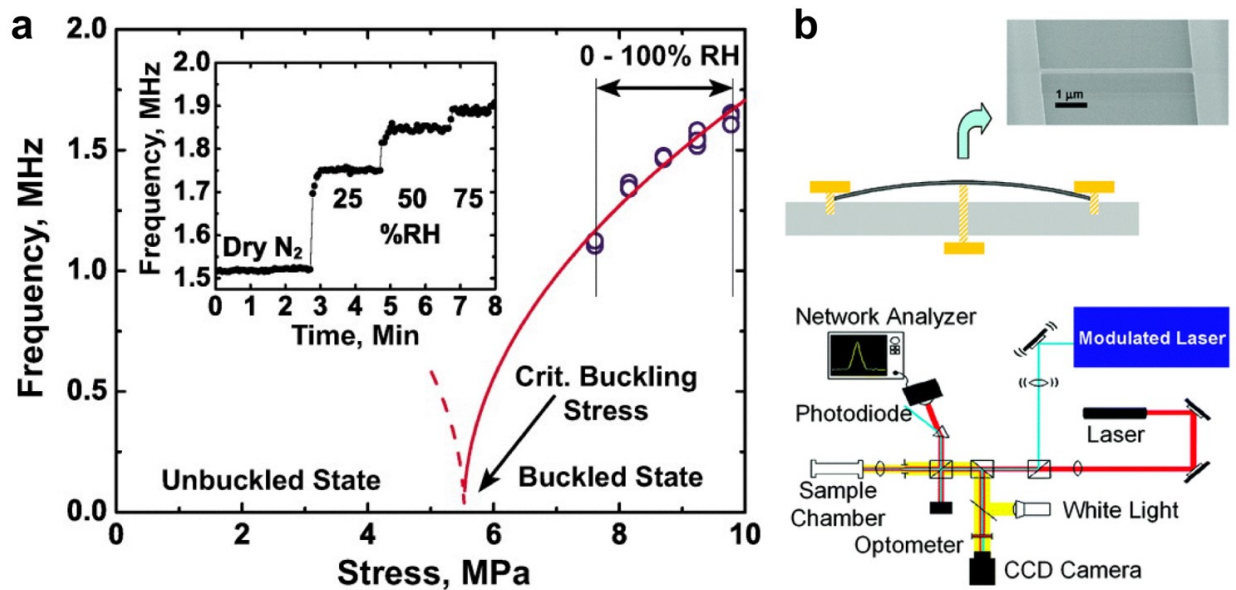 a
2.0
1.5
1.0
0.5
0.0
Frequency, MHz
0
2
4
6
8
10
Stress, MPa
0 - 100% RH
2.0
1.9
1.8
1.7
1.6
1.5
Frequency, MHz
Dry N₂
25
50
75
%RH
0 1 2 3 4 5 6 7 8
Time, Min
Crit. Buckling
Stress
Unbuckled State
Buckled State
b
1 μm
Network Analyzer
Modulated Laser
Photodiode
Laser
Sample
Chamber
White Light
Optometer
CCD Camera